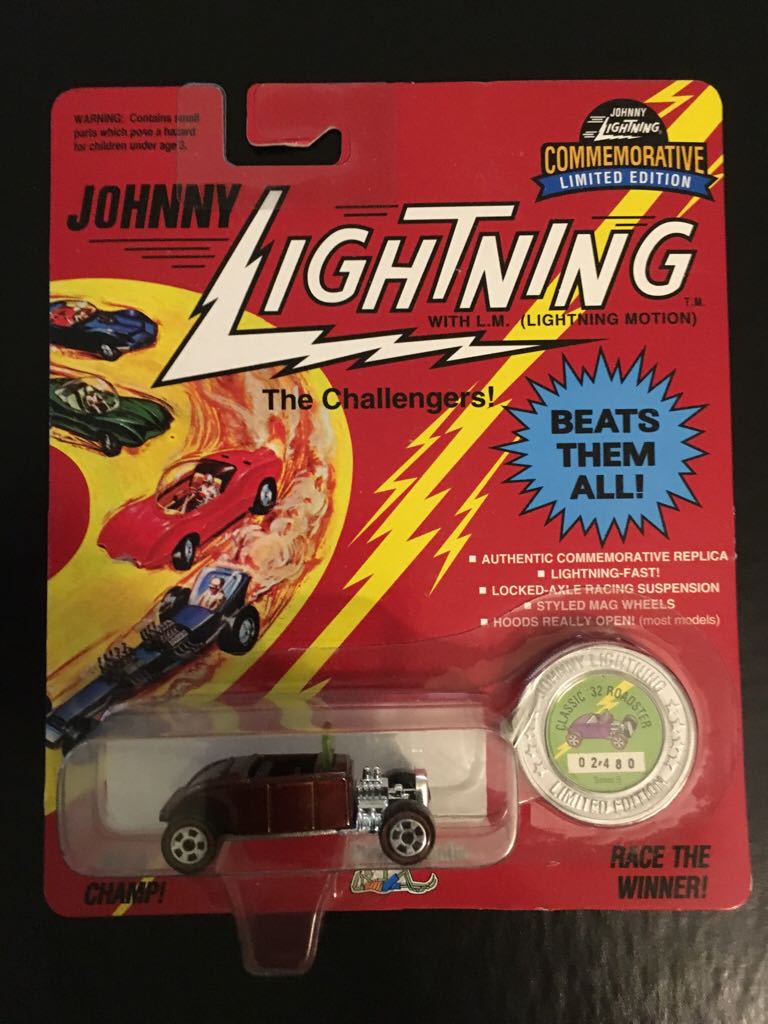 WARNING: Contains small
parts which pose a hazard
for children under age 3.
JOHNNY
LIGHTNING
COMMEMORATIVE
LIMITED EDITION
JOHNNY
LIGHTNING
T.M.
WITH L.M. (LIGHTNING MOTION)
The Challengers!
BEATS
THEM
ALL!
▪ AUTHENTIC COMMEMORATIVE REPLICA
▪ LIGHTNING-FAST!
▪ LOCKED-AXLE RACING SUSPENSION
▪ STYLED MAG WHEELS
▪ HOODS REALLY OPEN! (most models)
JOHNNY LIGHTNING
CLASSIC '32 ROADSTER
02480
LIMITED EDITION
CHAMP!
RACE THE
WINNER!